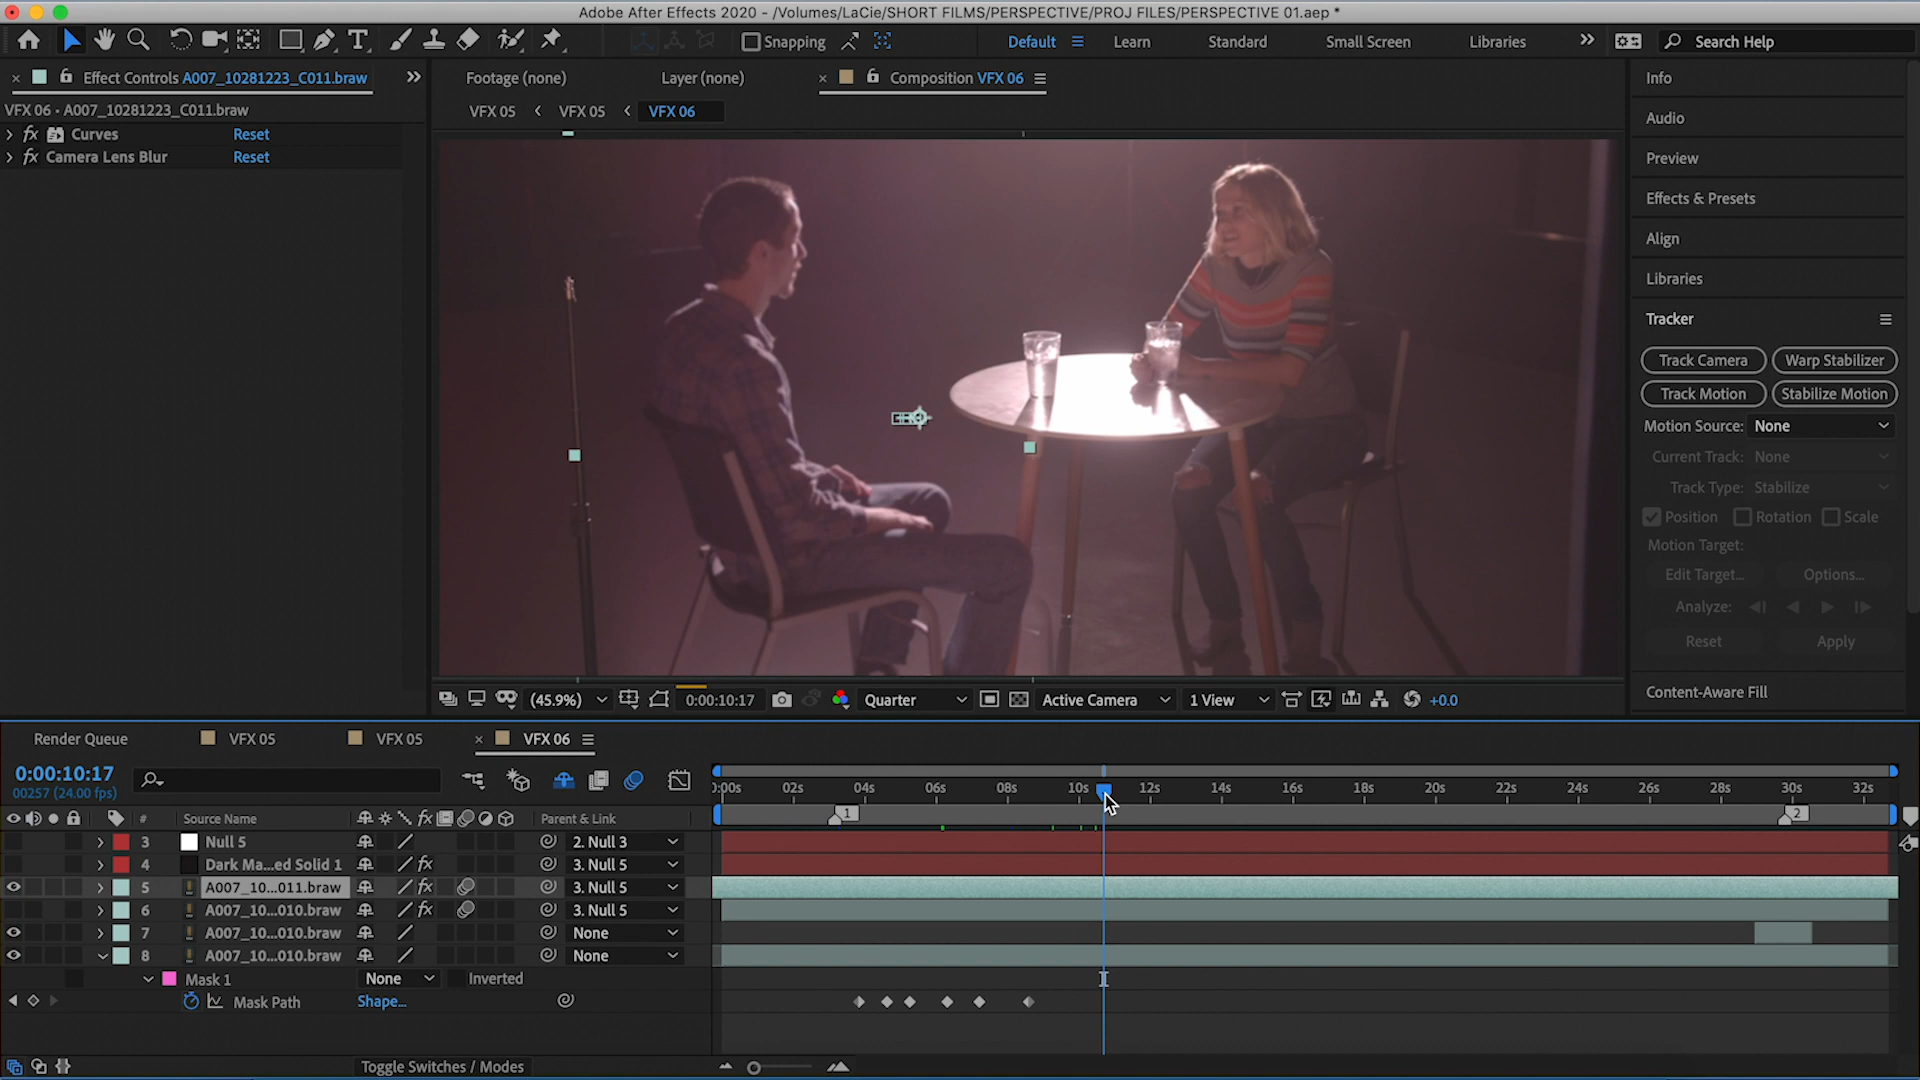 Adobe After Effects 2020 - /Volumes/LaCie/SHORT FILMS/PERSPECTIVE/PROJ FILES/PERSPECTIVE 01.aep *
Snapping
Default
Learn
Standard
Small Screen
Libraries
Search Help
Effect Controls A007_10281223_C011.braw
VFX 06 • A007_10281223_C011.braw
fx Curves Reset
fx Camera Lens Blur Reset
Footage (none)
Layer (none)
Composition VFX 06
VFX 05
VFX 05
VFX 06
Info
Audio
Preview
Effects & Presets
Align
Libraries
Tracker
Track Camera
Warp Stabilizer
Track Motion
Stabilize Motion
Motion Source: None
Current Track: None
Track Type: Stabilize
Position Rotation Scale
Motion Target:
Edit Target... Options...
Analyze:
Reset Apply
Content-Aware Fill
(45.9%)
0:00:10:17
Quarter
Active Camera
1 View
+0.0
Render Queue
VFX 05
VFX 05
VFX 06
0:00:10:17
00257 (24.00 fps)
:00s 02s 04s 06s 08s 10s 12s 14s 16s 18s 20s 22s 24s 26s 28s 30s 32s
1 2
# Source Name fx Parent & Link
3 Null 5 2. Null 3
4 Dark Ma...ed Solid 1 fx 3. Null 5
5 A007_10...011.braw fx 3. Null 5
6 A007_10...010.braw fx 3. Null 5
7 A007_10...010.braw None
8 A007_10...010.braw None
Mask 1 None Inverted
Mask Path Shape...
Toggle Switches / Modes